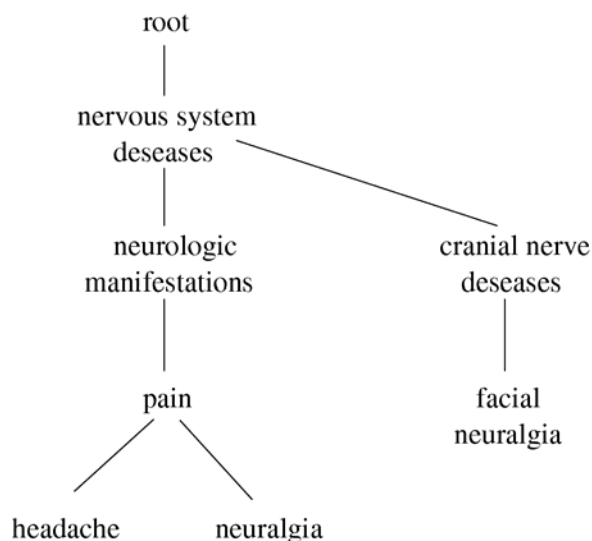 root
nervous system
deseases
neurologic
manifestations
cranial nerve
deseases
pain
facial
neuralgia
headache
neuralgia